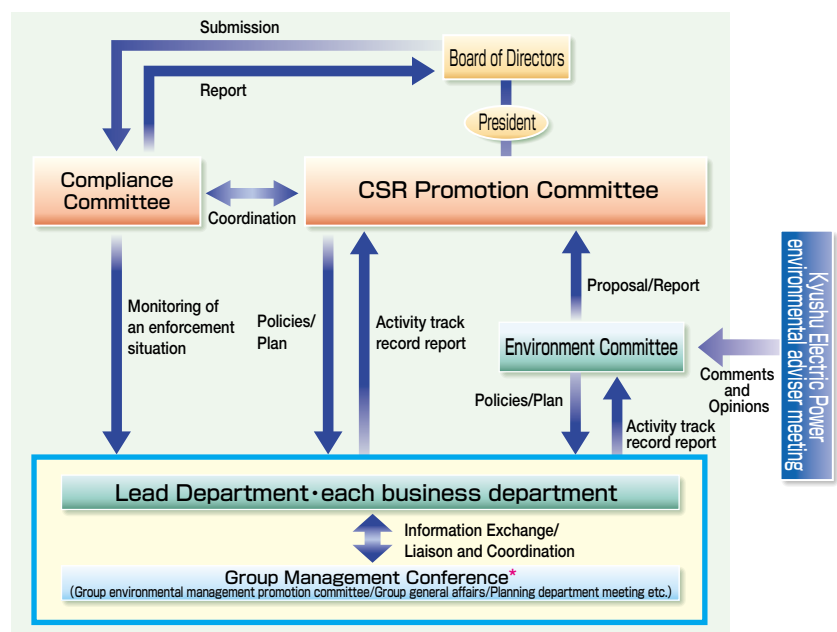 Submission
Board of Directors
Report
President
Compliance
Committee
CSR Promotion Committee
Coordination
Monitoring of
an enforcement
situation
Policies/
Plan
Activity track
record report
Proposal/Report
Environment Committee
Kyushu Electric Power
environmental adviser meeting
Comments
and
Opinions
Policies/Plan
Activity track
record report
Lead Department・each business department
Information Exchange/
Liaison and Coordination
Group Management Conference*
(Group environmental management promotion committee/Group general affairs/Planning department meeting etc.)